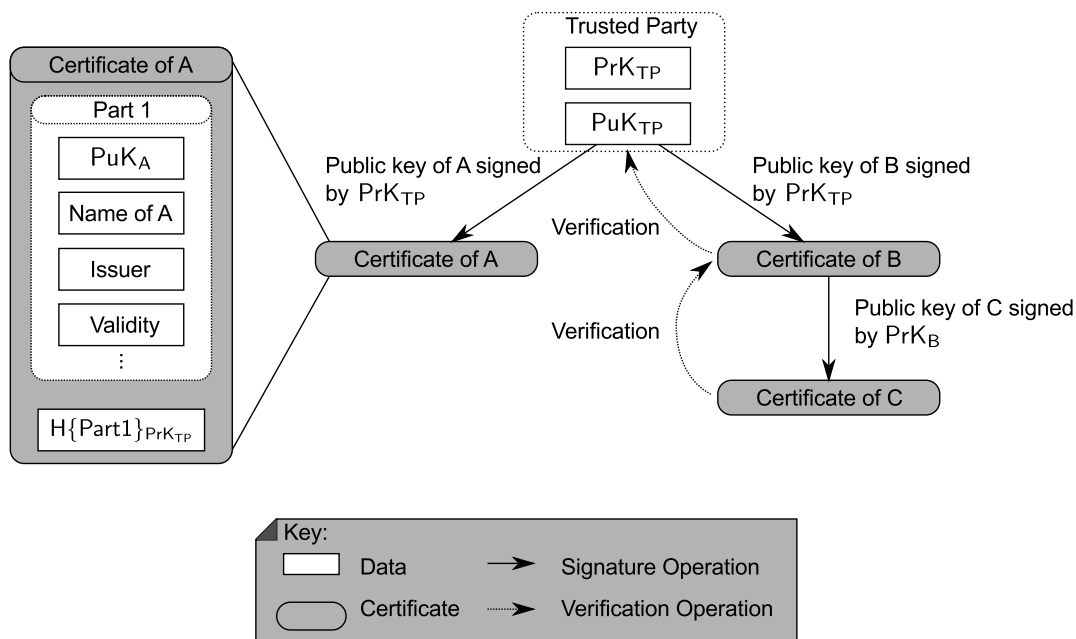 Trusted Party
PrK_TP
PuK_TP
Certificate of A
Part 1
PuK_A
Name of A
Issuer
Validity
⋮
H{Part1}_PrK_TP
Public key of A signed
by PrK_TP
Public key of B signed
by PrK_TP
Verification
Certificate of A
Certificate of B
Verification
Public key of C signed
by PrK_B
Certificate of C
Key:
Data
Signature Operation
Certificate
Verification Operation